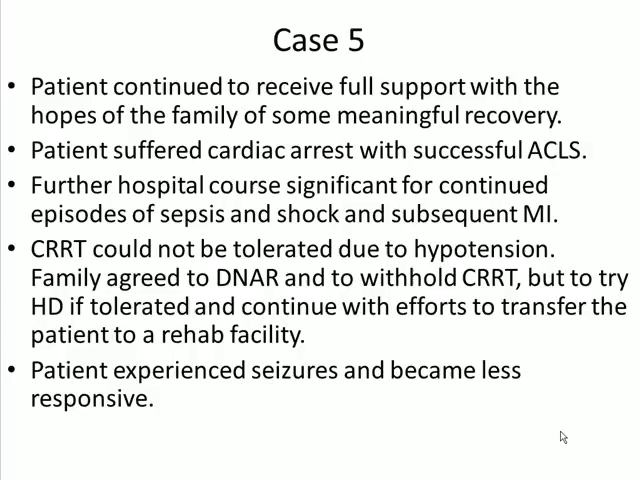 Case 5
• Patient continued to receive full support with the
hopes of the family of some meaningful recovery.
• Patient suffered cardiac arrest with successful ACLS.
• Further hospital course significant for continued
episodes of sepsis and shock and subsequent MI.
• CRRT could not be tolerated due to hypotension.
Family agreed to DNAR and to withhold CRRT, but to try
HD if tolerated and continue with efforts to transfer the
patient to a rehab facility.
• Patient experienced seizures and became less
responsive.